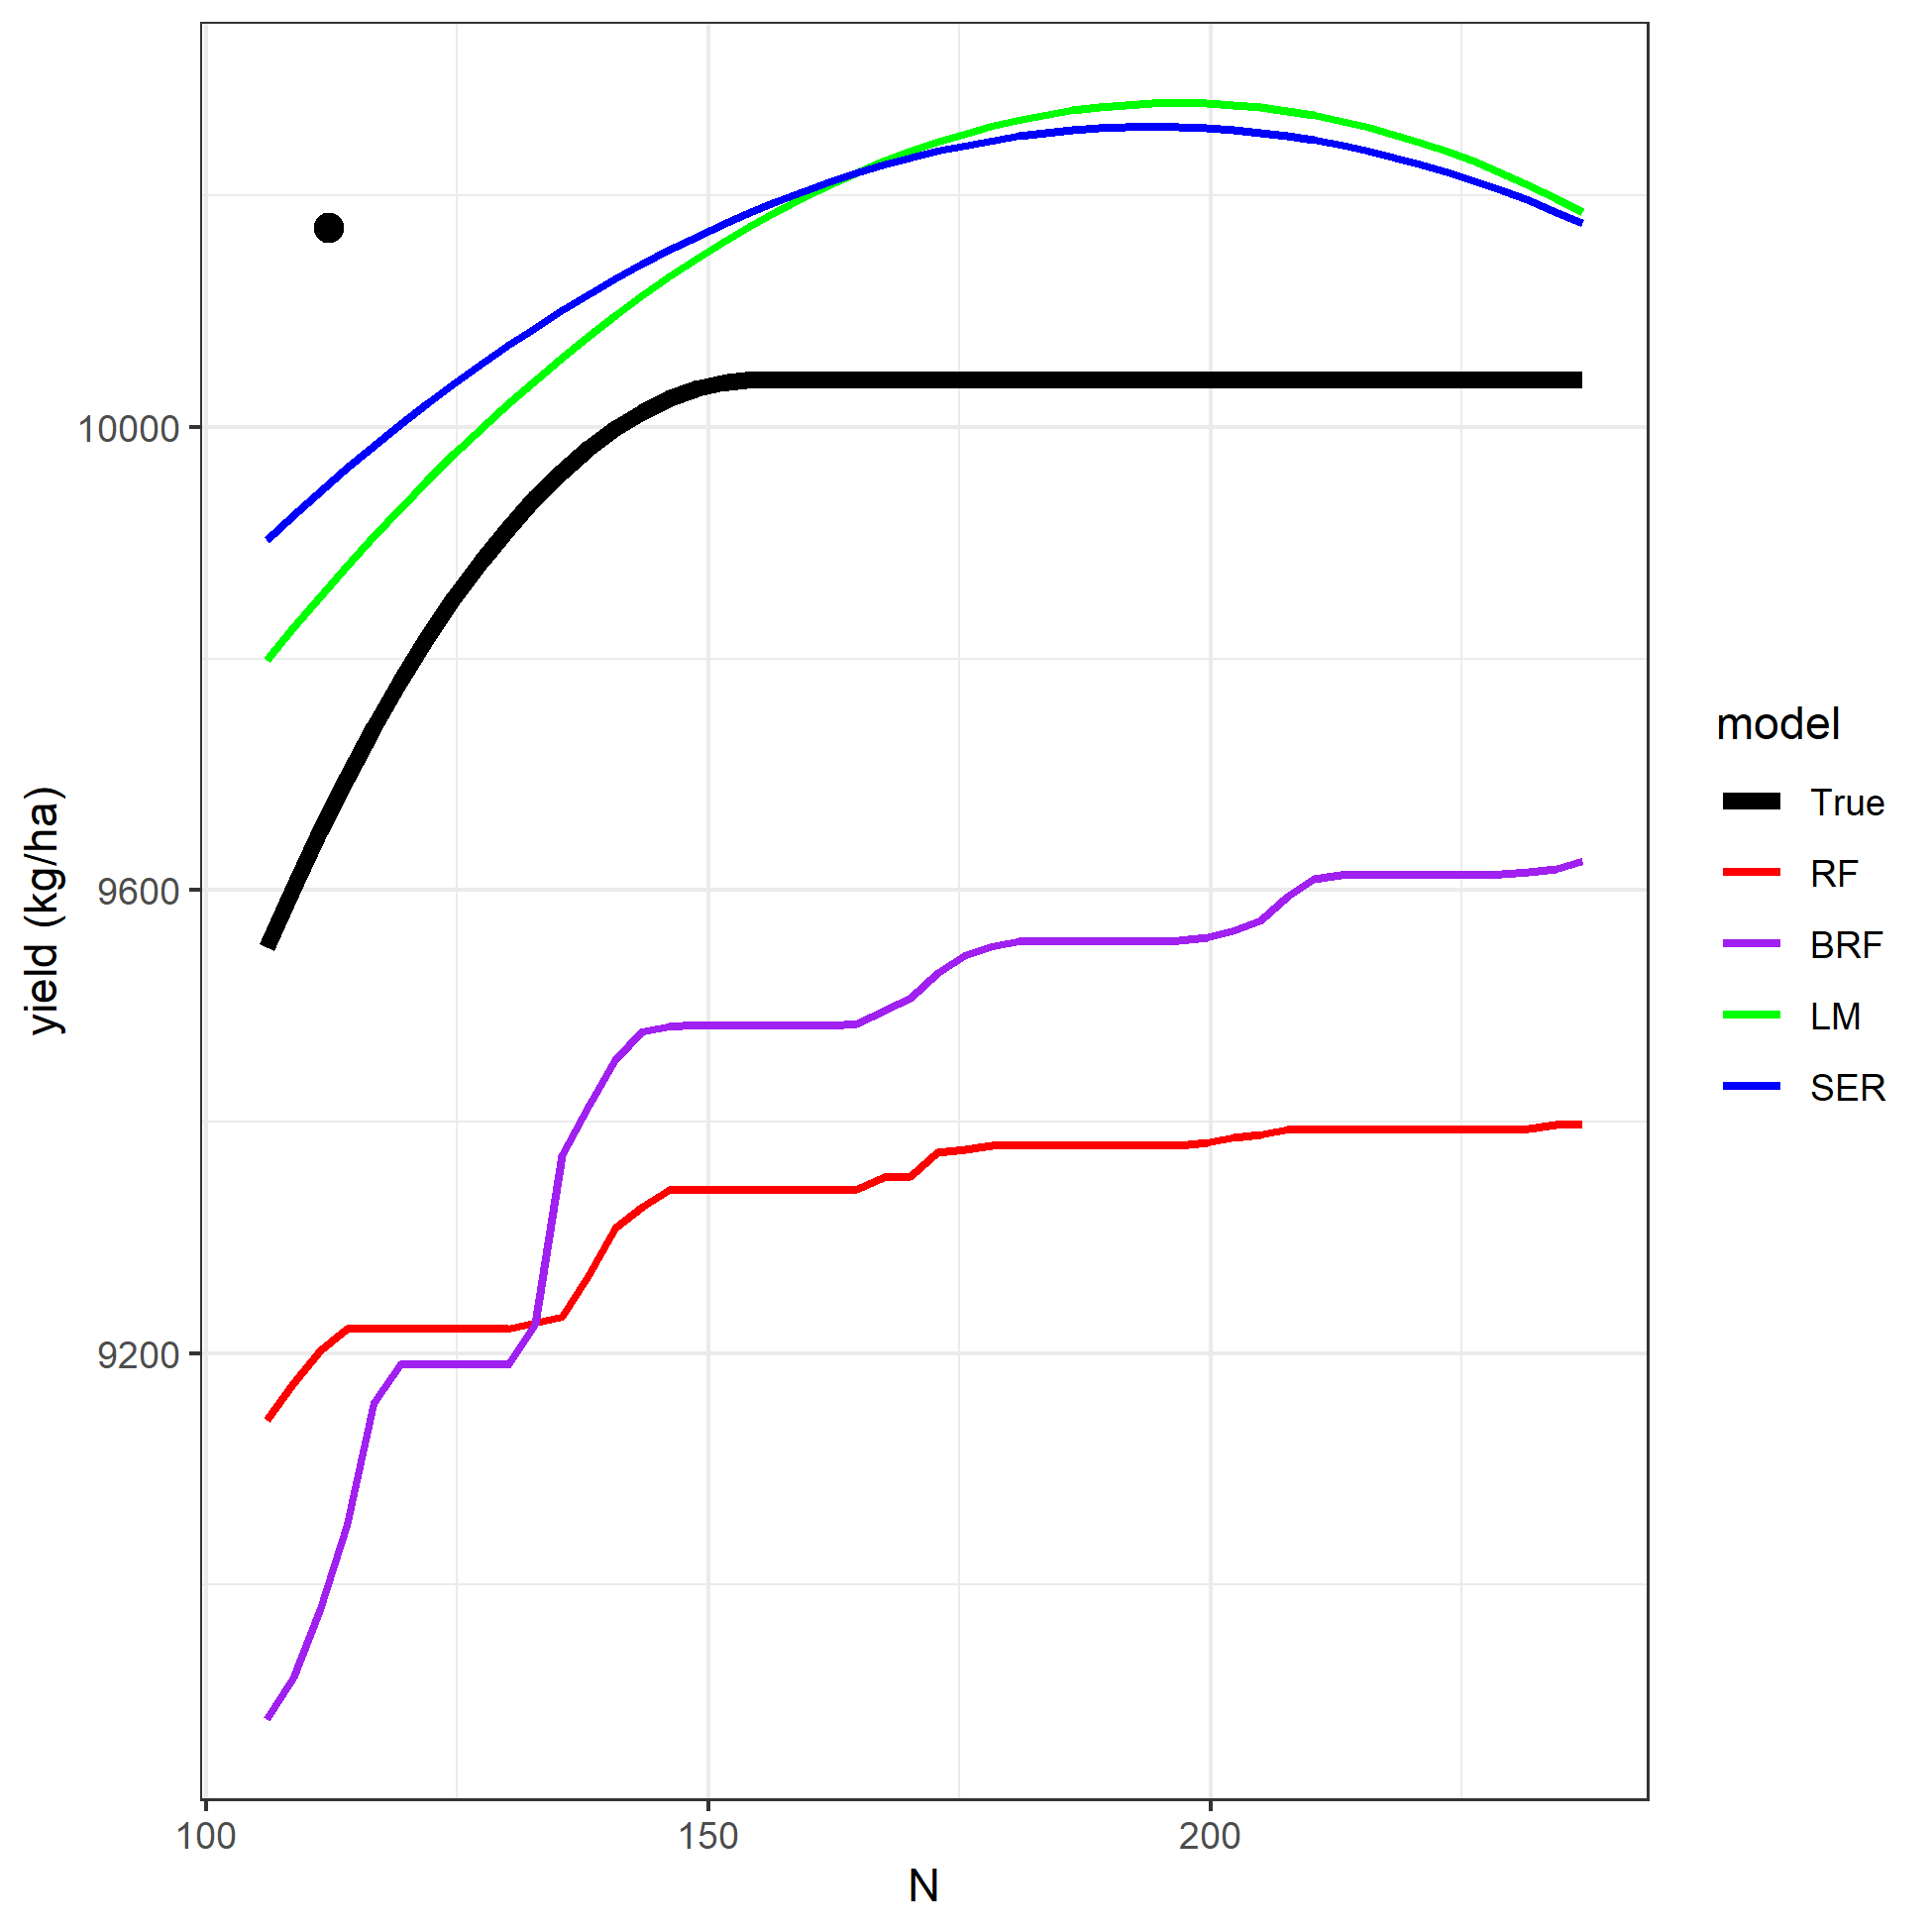 yield (kg/ha)
10000
9600
9200
100
150
200
N
model
True
RF
BRF
LM
SER